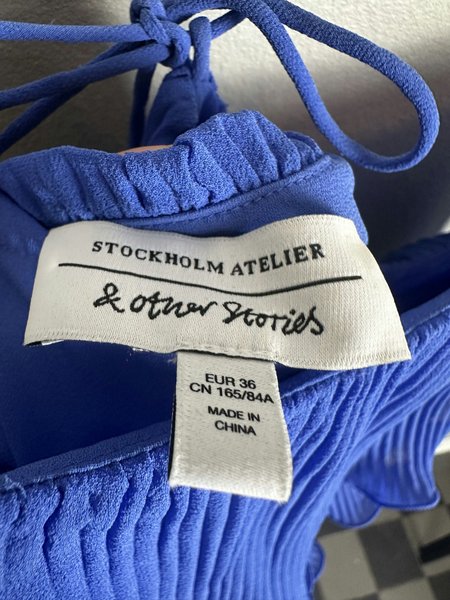 STOCKHOLM ATELIER
& other Stories
EUR 36
CN 165/84A
MADE IN
CHINA